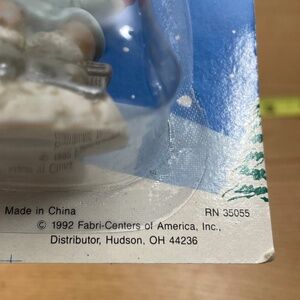 Made in China
RN 35055
© 1992 Fabri-Centers of America, Inc.,
Distributor, Hudson, OH 44236